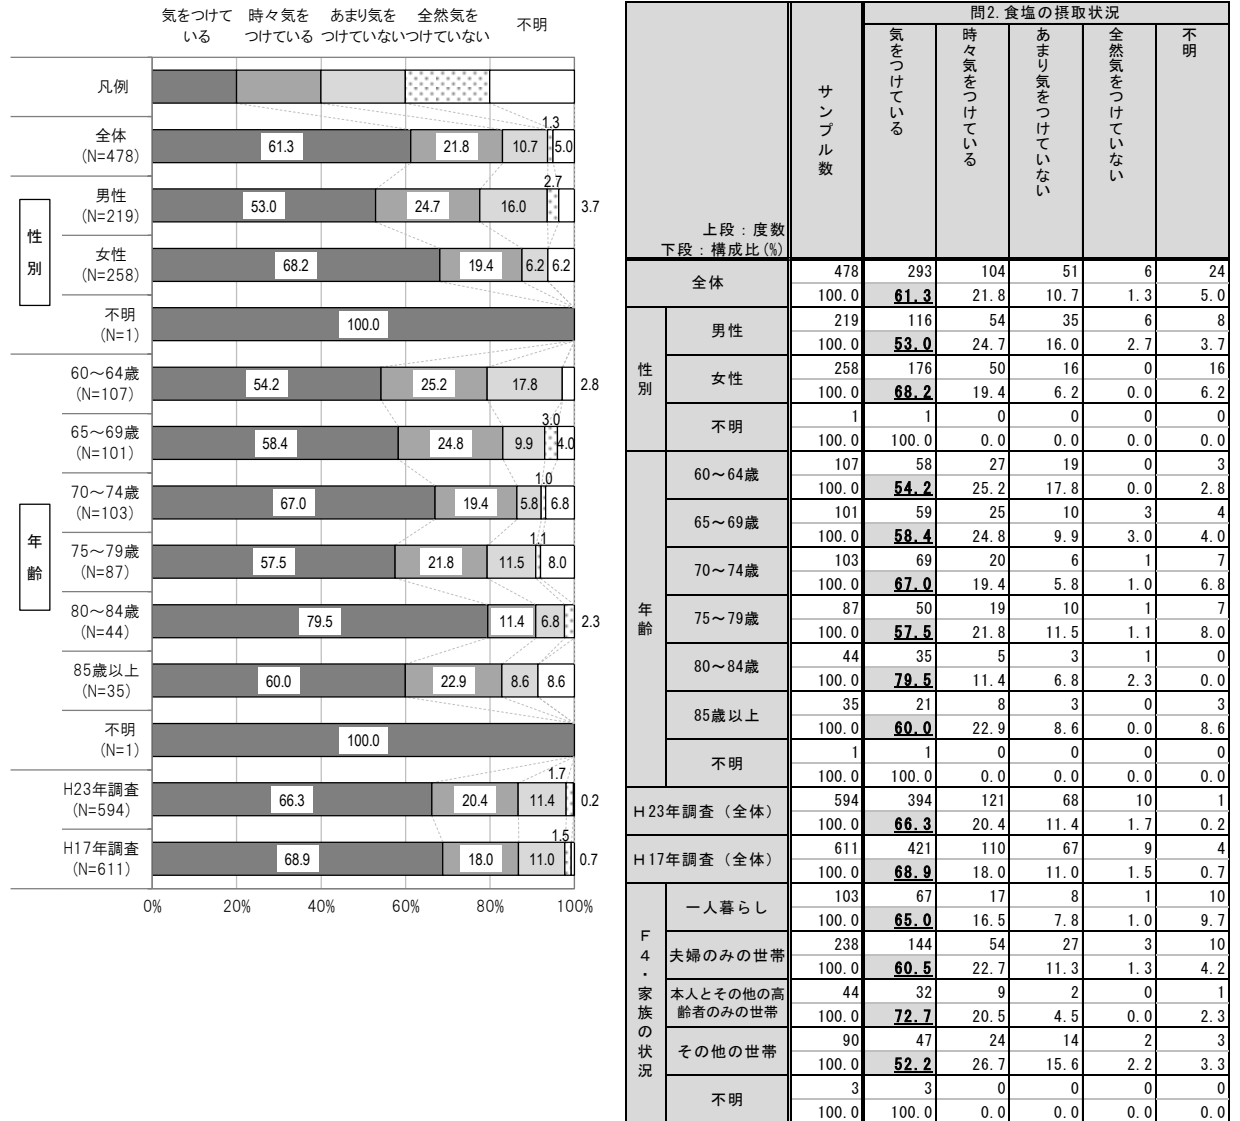 気をつけて 時々気を あまり気を 全然気を 不明
いる つけている つけていない つけていない
凡例
1.3
全体
(N=478)
61.3 21.8 10.7 5.0
2.7
男性
(N=219)
53.0 24.7 16.0 3.7
性別
女性
(N=258)
68.2 19.4 6.2 6.2
不明
(N=1)
100.0
60～64歳
(N=107)
54.2 25.2 17.8 2.8
3.0
65～69歳
(N=101)
58.4 24.8 9.9 4.0
1.0
70～74歳
(N=103)
67.0 19.4 5.8 6.8
年齢
1.1
75～79歳
(N=87)
57.5 21.8 11.5 8.0
80～84歳
(N=44)
79.5 11.4 6.8 2.3
85歳以上
(N=35)
60.0 22.9 8.6 8.6
不明
(N=1)
100.0
1.7
H23年調査
(N=594)
66.3 20.4 11.4 0.2
1.5
H17年調査
(N=611)
68.9 18.0 11.0 0.7
0% 20% 40% 60% 80% 100%
問2.食塩の摂取状況
サンプル数
気をつけている
時々気をつけている
あまり気をつけていない
全然気をつけていない
不明
上段：度数
下段：構成比(%)
全体
478 293 104 51 6 24
100.0 61.3 21.8 10.7 1.3 5.0
性別
男性
219 116 54 35 6 8
100.0 53.0 24.7 16.0 2.7 3.7
女性
258 176 50 16 0 16
100.0 68.2 19.4 6.2 0.0 6.2
不明
1 1 0 0 0 0
100.0 100.0 0.0 0.0 0.0 0.0
年齢
60～64歳
107 58 27 19 0 3
100.0 54.2 25.2 17.8 0.0 2.8
65～69歳
101 59 25 10 3 4
100.0 58.4 24.8 9.9 3.0 4.0
70～74歳
103 69 20 6 1 7
100.0 67.0 19.4 5.8 1.0 6.8
75～79歳
87 50 19 10 1 7
100.0 57.5 21.8 11.5 1.1 8.0
80～84歳
44 35 5 3 1 0
100.0 79.5 11.4 6.8 2.3 0.0
85歳以上
35 21 8 3 0 3
100.0 60.0 22.9 8.6 0.0 8.6
不明
1 1 0 0 0 0
100.0 100.0 0.0 0.0 0.0 0.0
H23年調査（全体）
594 394 121 68 10 1
100.0 66.3 20.4 11.4 1.7 0.2
H17年調査（全体）
611 421 110 67 9 4
100.0 68.9 18.0 11.0 1.5 0.7
F4・家族の状況
一人暮らし
103 67 17 8 1 10
100.0 65.0 16.5 7.8 1.0 9.7
夫婦のみの世帯
238 144 54 27 3 10
100.0 60.5 22.7 11.3 1.3 4.2
本人とその他の高
齢者のみの世帯
44 32 9 2 0 1
100.0 72.7 20.5 4.5 0.0 2.3
その他の世帯
90 47 24 14 2 3
100.0 52.2 26.7 15.6 2.2 3.3
不明
3 3 0 0 0 0
100.0 100.0 0.0 0.0 0.0 0.0